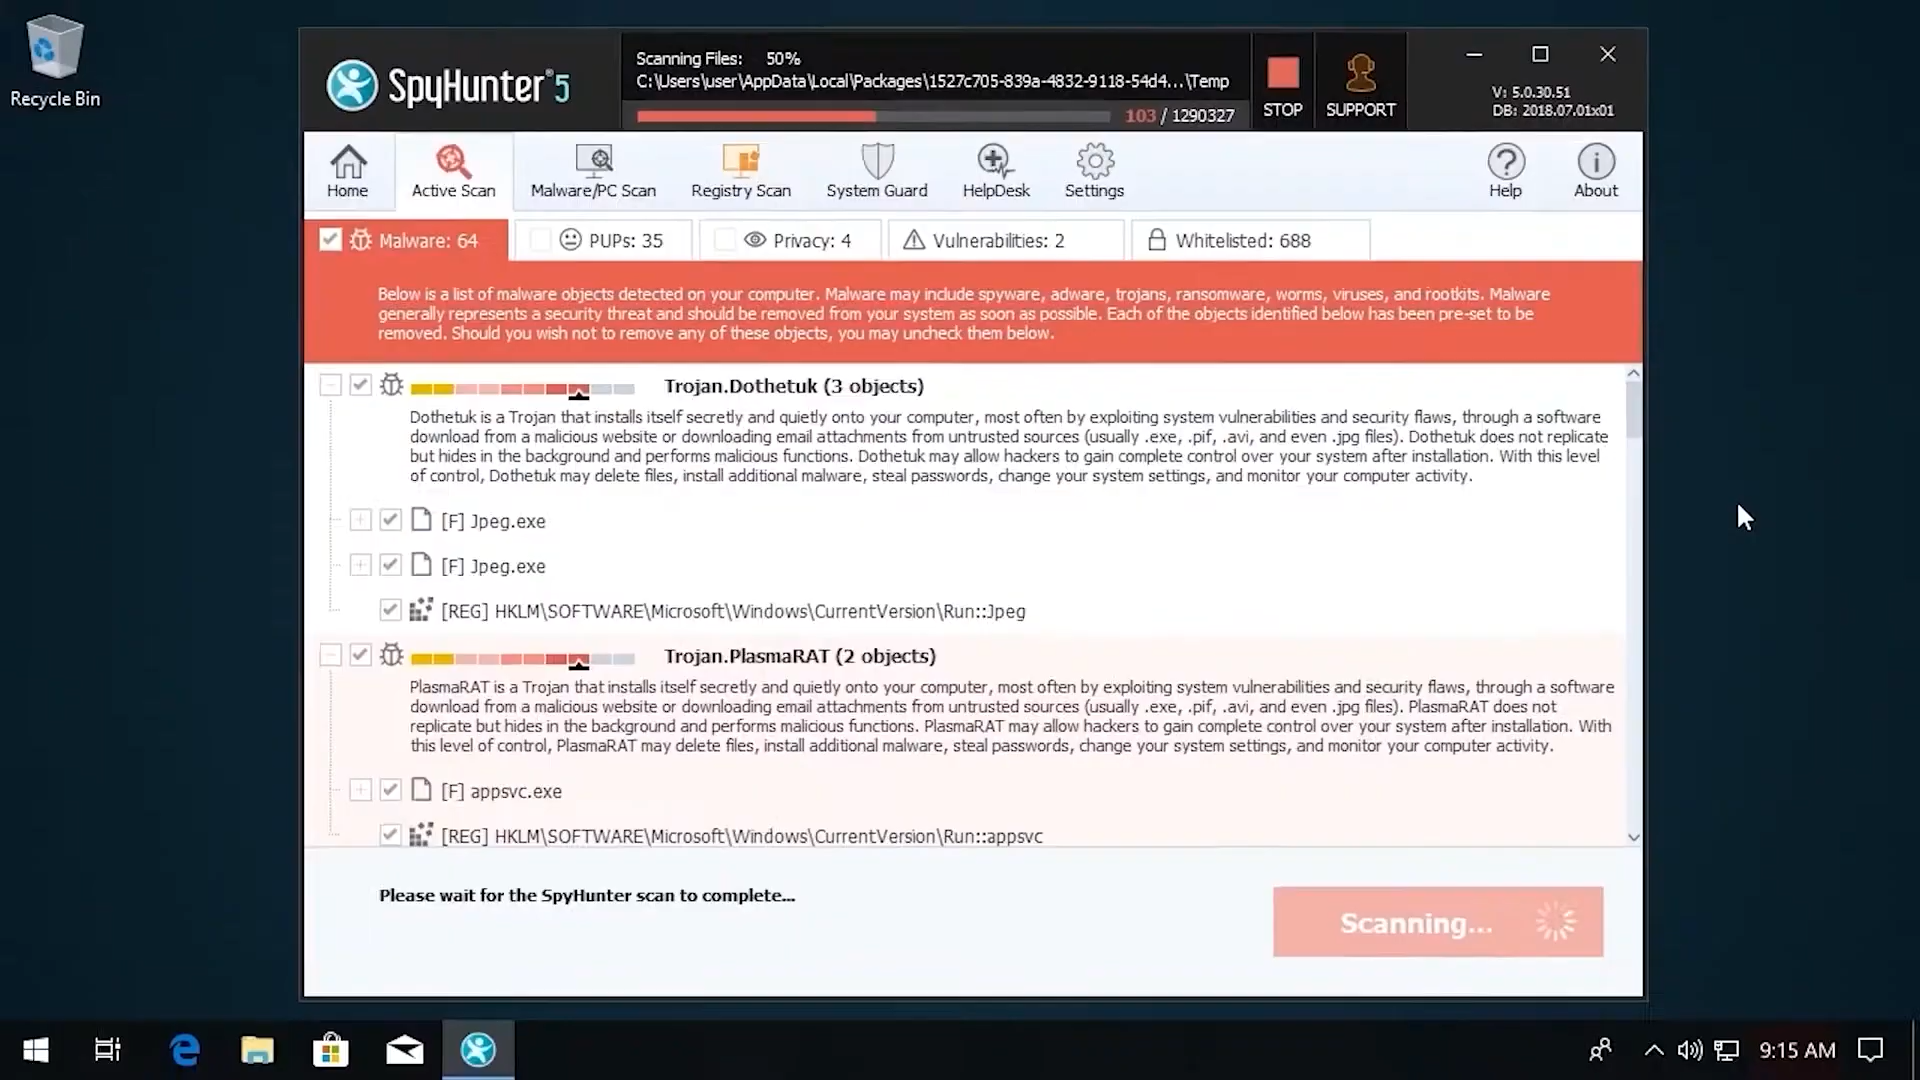 Recycle Bin
SpyHunter® 5
Scanning Files: 50%
C:\Users\user\AppData\Local\Packages\1527c705-839a-4832-9118-54d4...\Temp
103 / 1290327
STOP
SUPPORT
V: 5.0.30.51
DB: 2018.07.01x01
Home
Active Scan
Malware/PC Scan
Registry Scan
System Guard
HelpDesk
Settings
Help
About
Malware: 64
PUPs: 35
Privacy: 4
Vulnerabilities: 2
Whitelisted: 688
Below is a list of malware objects detected on your computer. Malware may include spyware, adware, trojans, ransomware, worms, viruses, and rootkits. Malware
generally represents a security threat and should be removed from your system as soon as possible. Each of the objects identified below has been pre-set to be
removed. Should you wish not to remove any of these objects, you may uncheck them below.
Trojan.Dothetuk (3 objects)
Dothetuk is a Trojan that installs itself secretly and quietly onto your computer, most often by exploiting system vulnerabilities and security flaws, through a software
download from a malicious website or downloading email attachments from untrusted sources (usually .exe, .pif, .avi, and even .jpg files). Dothetuk does not replicate
but hides in the background and performs malicious functions. Dothetuk may allow hackers to gain complete control over your system after installation. With this level
of control, Dothetuk may delete files, install additional malware, steal passwords, change your system settings, and monitor your computer activity.
[F] Jpeg.exe
[F] Jpeg.exe
[REG] HKLM\SOFTWARE\Microsoft\Windows\CurrentVersion\Run::Jpeg
Trojan.PlasmaRAT (2 objects)
PlasmaRAT is a Trojan that installs itself secretly and quietly onto your computer, most often by exploiting system vulnerabilities and security flaws, through a software
download from a malicious website or downloading email attachments from untrusted sources (usually .exe, .pif, .avi, and even .jpg files). PlasmaRAT does not
replicate but hides in the background and performs malicious functions. PlasmaRAT may allow hackers to gain complete control over your system after installation. With
this level of control, PlasmaRAT may delete files, install additional malware, steal passwords, change your system settings, and monitor your computer activity.
[F] appsvc.exe
[REG] HKLM\SOFTWARE\Microsoft\Windows\CurrentVersion\Run::appsvc
Please wait for the SpyHunter scan to complete...
Scanning...
9:15 AM